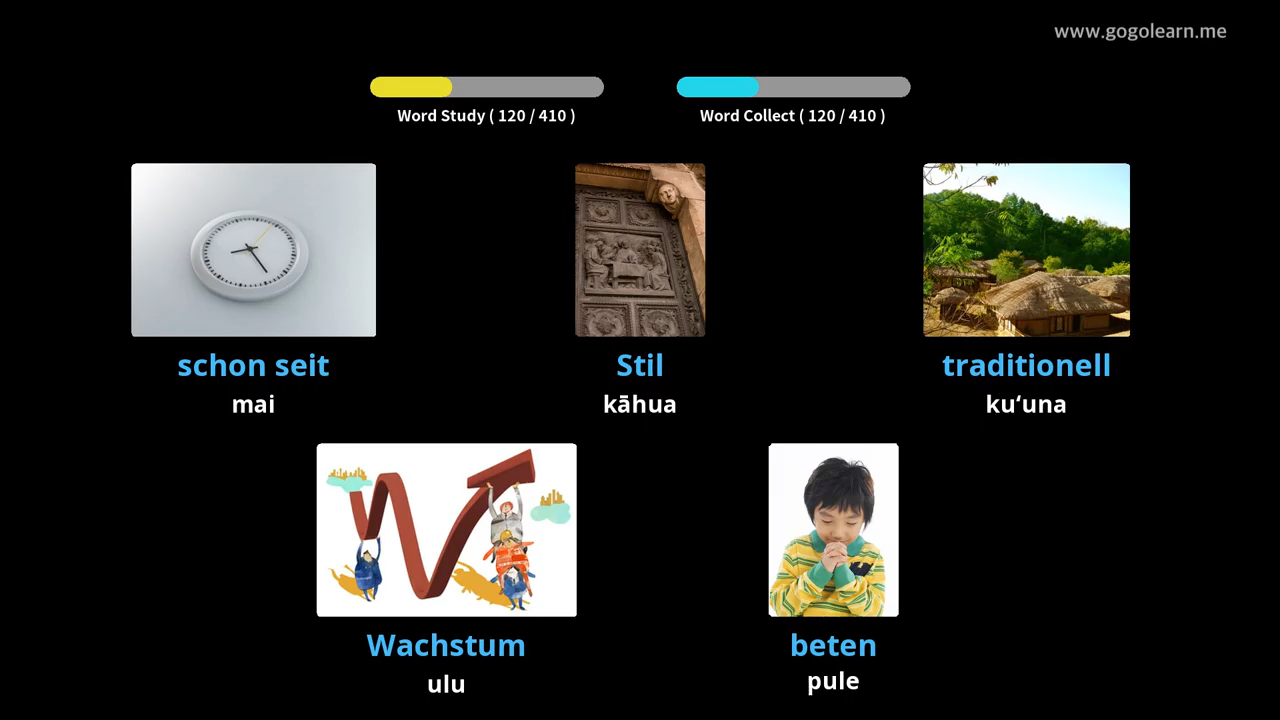 www.gogolearn.me
Word Study ( 120 / 410 )
Word Collect ( 120 / 410 )
schon seit
mai
Stil
kāhua
traditionell
kuʻuna
Wachstum
ulu
beten
pule